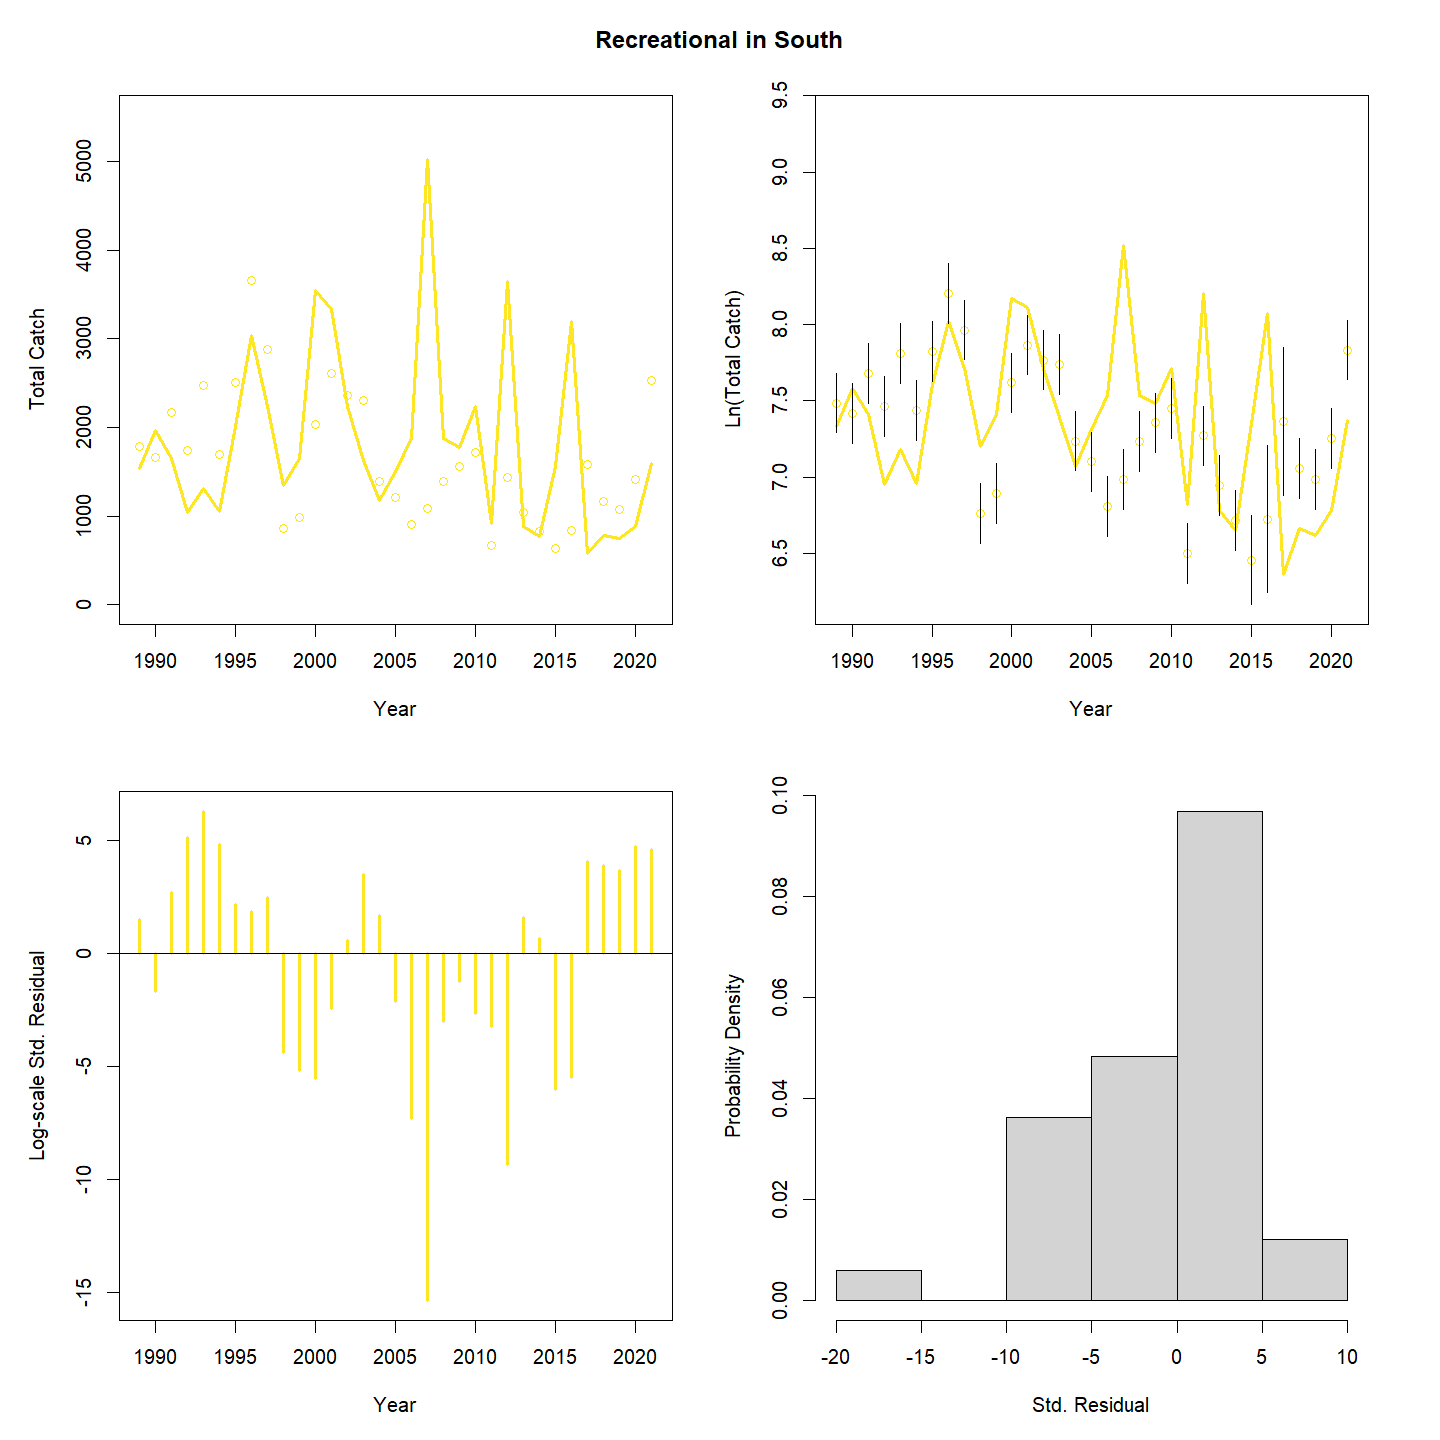 Recreational in South
Total Catch
5000
4000
3000
2000
1000
0
1990 1995 2000 2005 2010 2015 2020
Year
Ln(Total Catch)
9.5
9.0
8.5
8.0
7.5
7.0
6.5
1990 1995 2000 2005 2010 2015 2020
Year
Log-scale Std. Residual
5
0
-5
-10
-15
1990 1995 2000 2005 2010 2015 2020
Year
Probability Density
0.10
0.08
0.06
0.04
0.02
0.00
-20 -15 -10 -5 0 5 10
Std. Residual